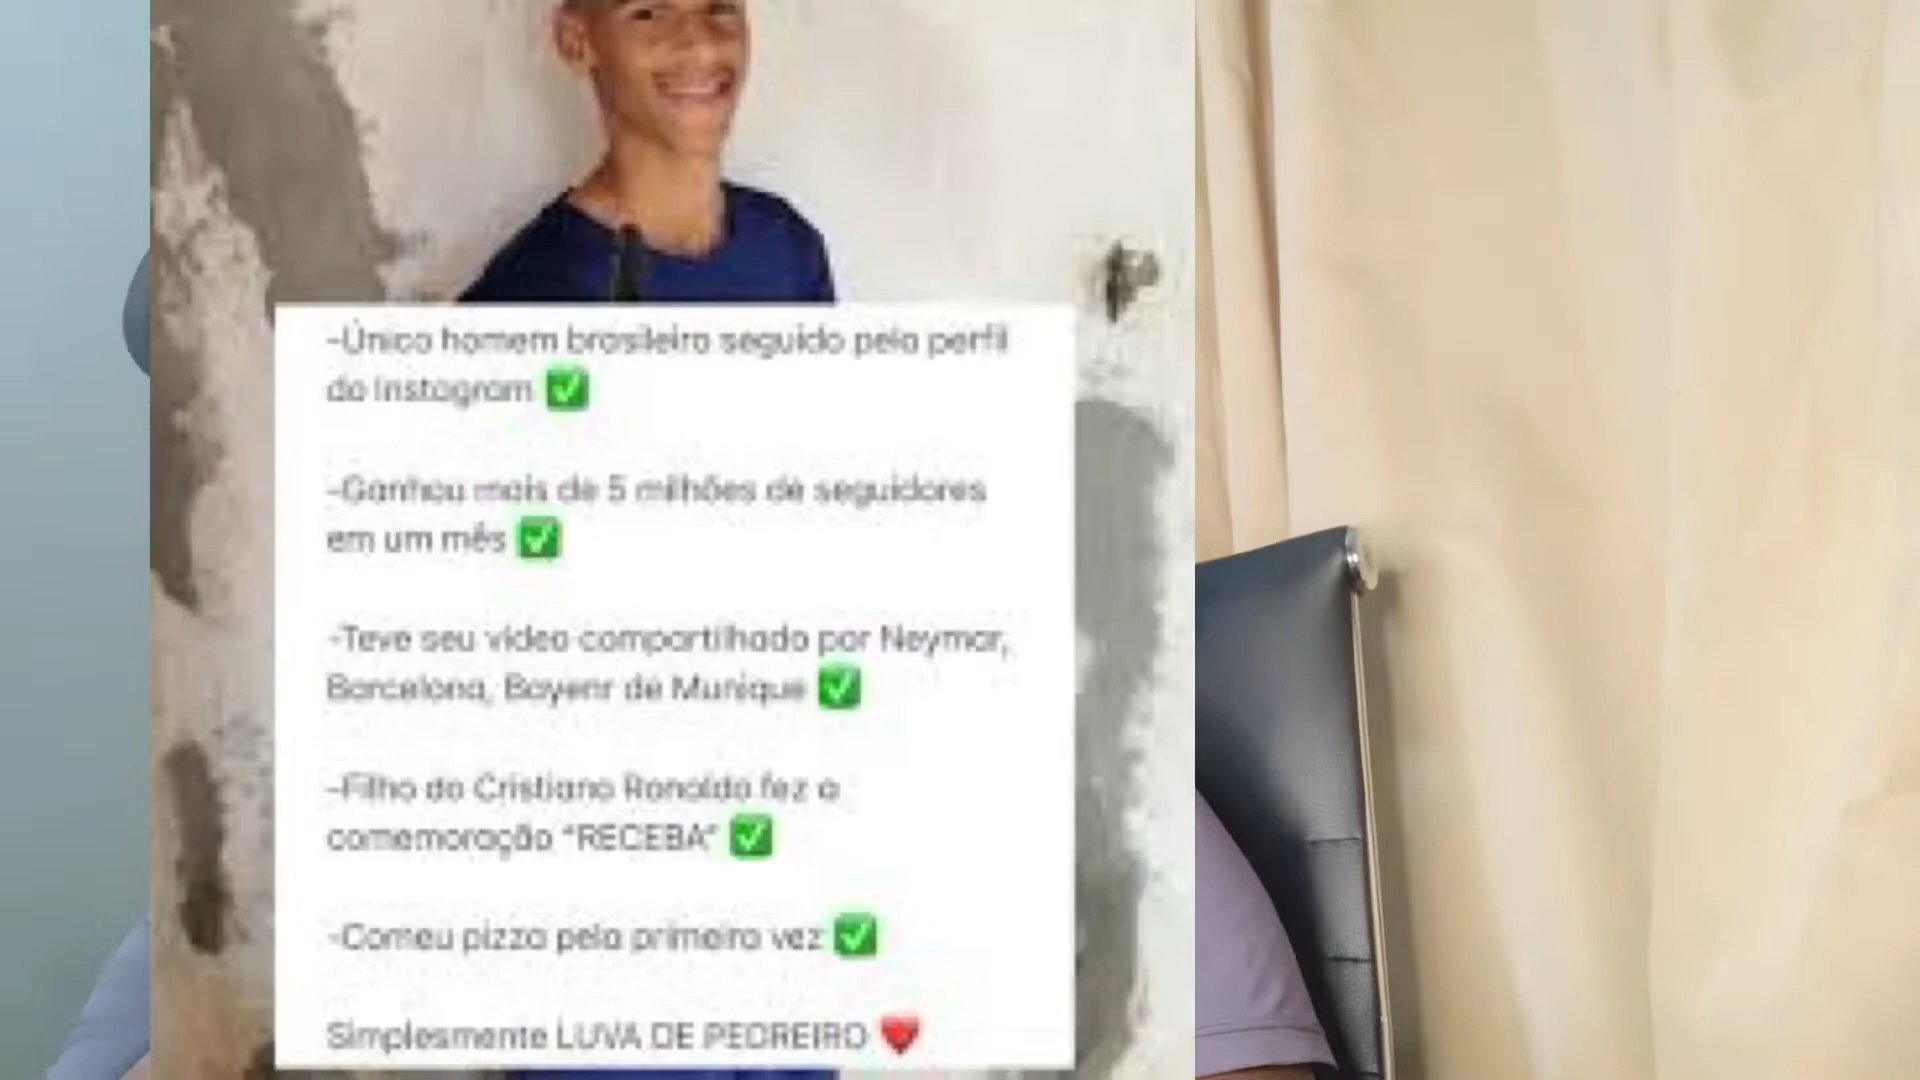 -Único homem brasileiro seguido pelo perfil
do Instagram ✅
-Ganhou mais de 5 milhões de seguidores
em um mês ✅
-Teve seu vídeo compartilhado por Neymar,
Barcelona, Bayenr de Munique ✅
-Filho do Cristiano Ronaldo fez a
comemoração “RECEBA” ✅
-Comeu pizza pela primeira vez ✅
Simplesmente LUVA DE PEDREIRO ❤️